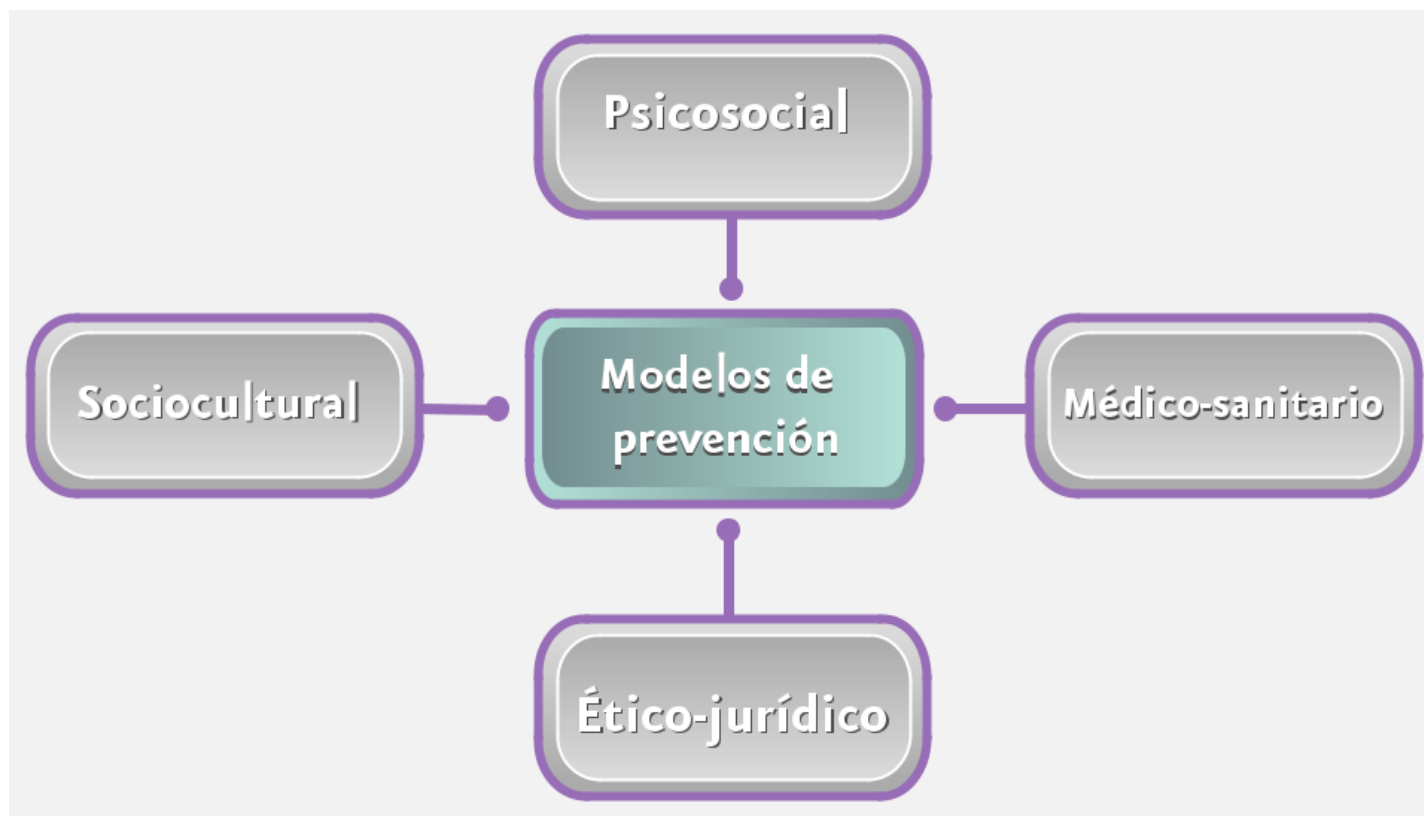 Psicosocial
Sociocultural
Modelos de
prevención
Médico-sanitario
Ético-jurídico